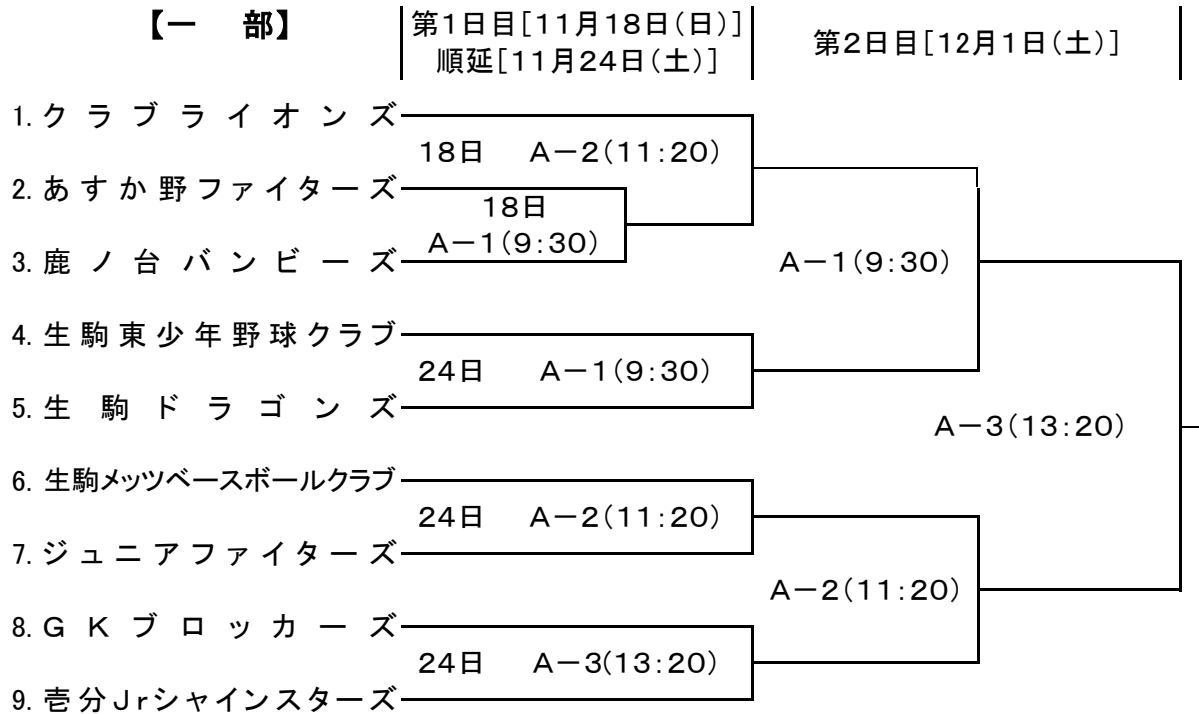 【一 部】
第1日目[11月18日(日)]
順延[11月24日(土)]
第2日目[12月1日(土)]
1. クラブライオンズ
18日 A-2(11:20)
2. あすか野ファイターズ
18日
A-1(9:30)
3. 鹿ノ台バンビーズ
A-1(9:30)
4. 生駒東少年野球クラブ
24日 A-1(9:30)
5. 生駒ドラゴンズ
A-3(13:20)
6. 生駒メッツベースボールクラブ
24日 A-2(11:20)
7. ジュニアファイターズ
A-2(11:20)
8. GKブロッカーズ
24日 A-3(13:20)
9. 壱分Jrシャインスターズ